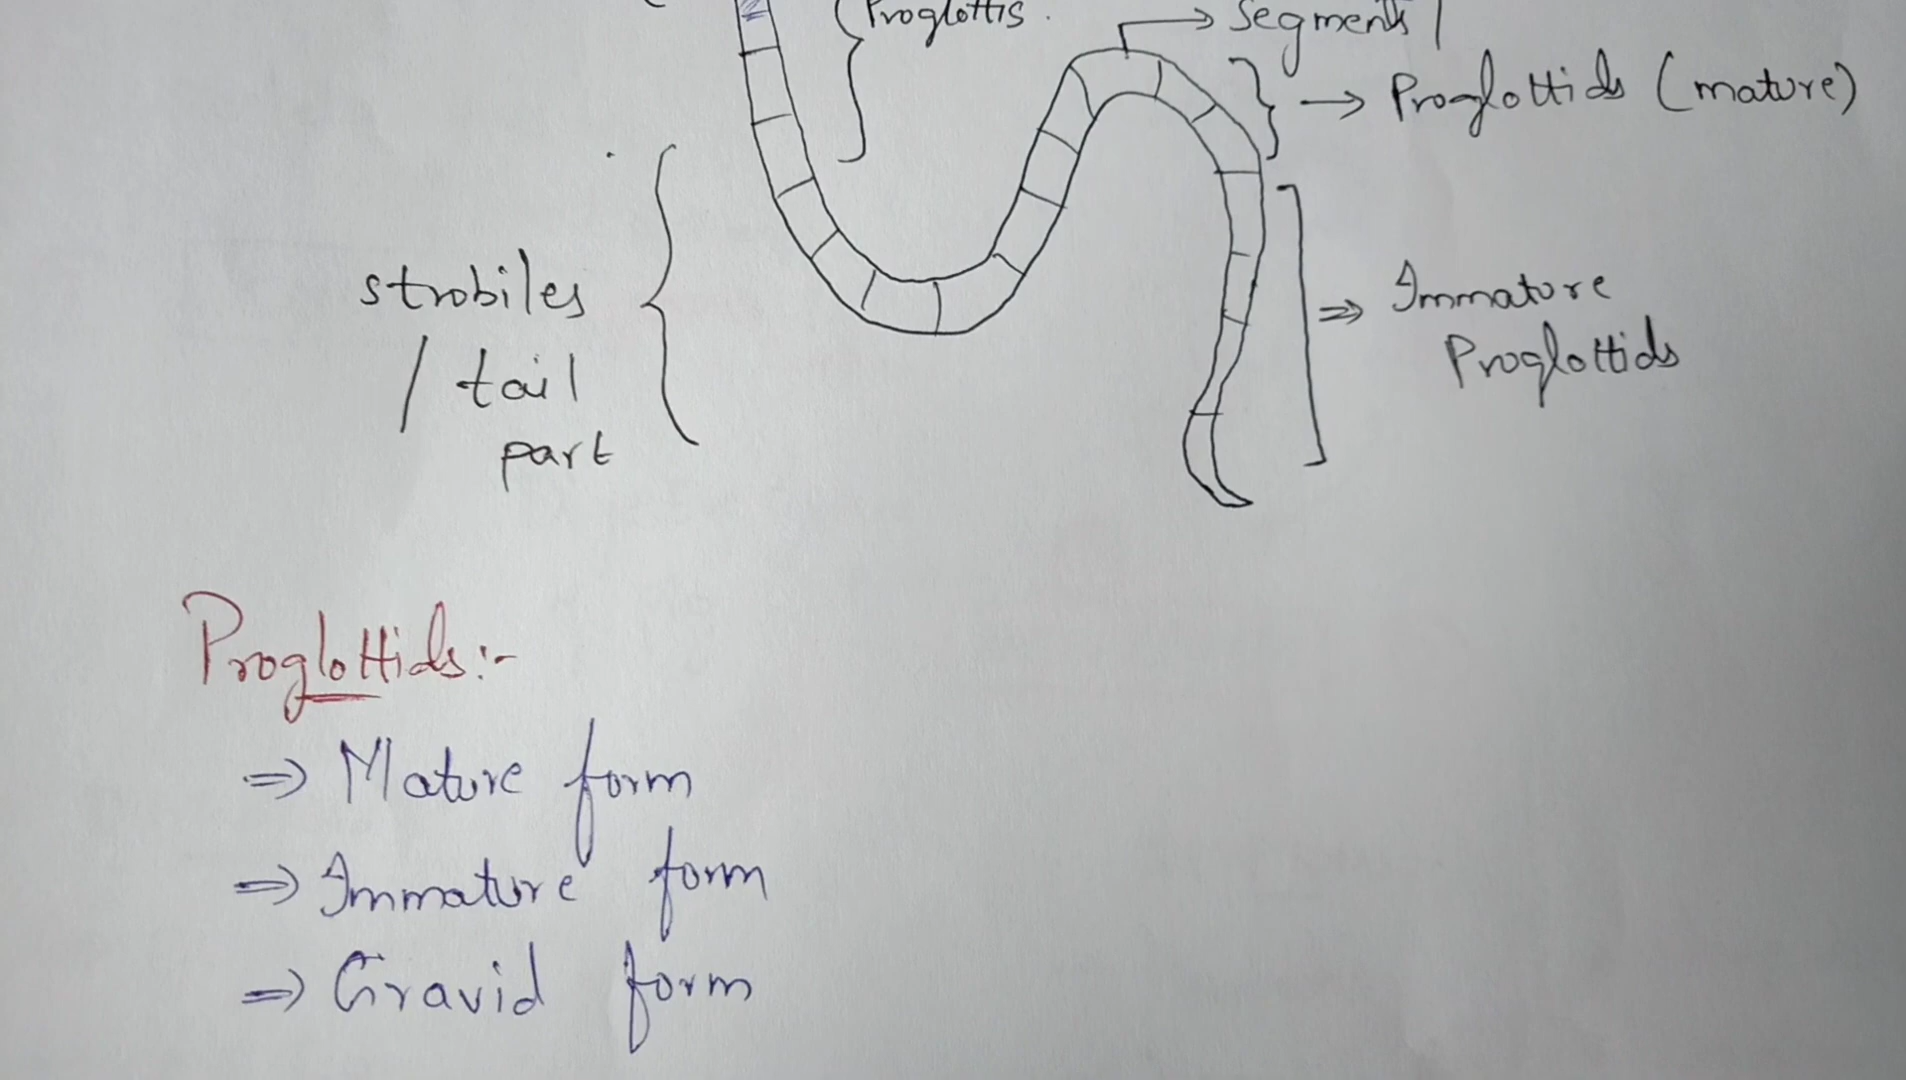 Proglottis.
Segments
Proglottids (mature)
strobiles
/ tail
part
Immature
Proglottids
Proglottids:-
⇒ Mature form
⇒ Immature form
⇒ Gravid form